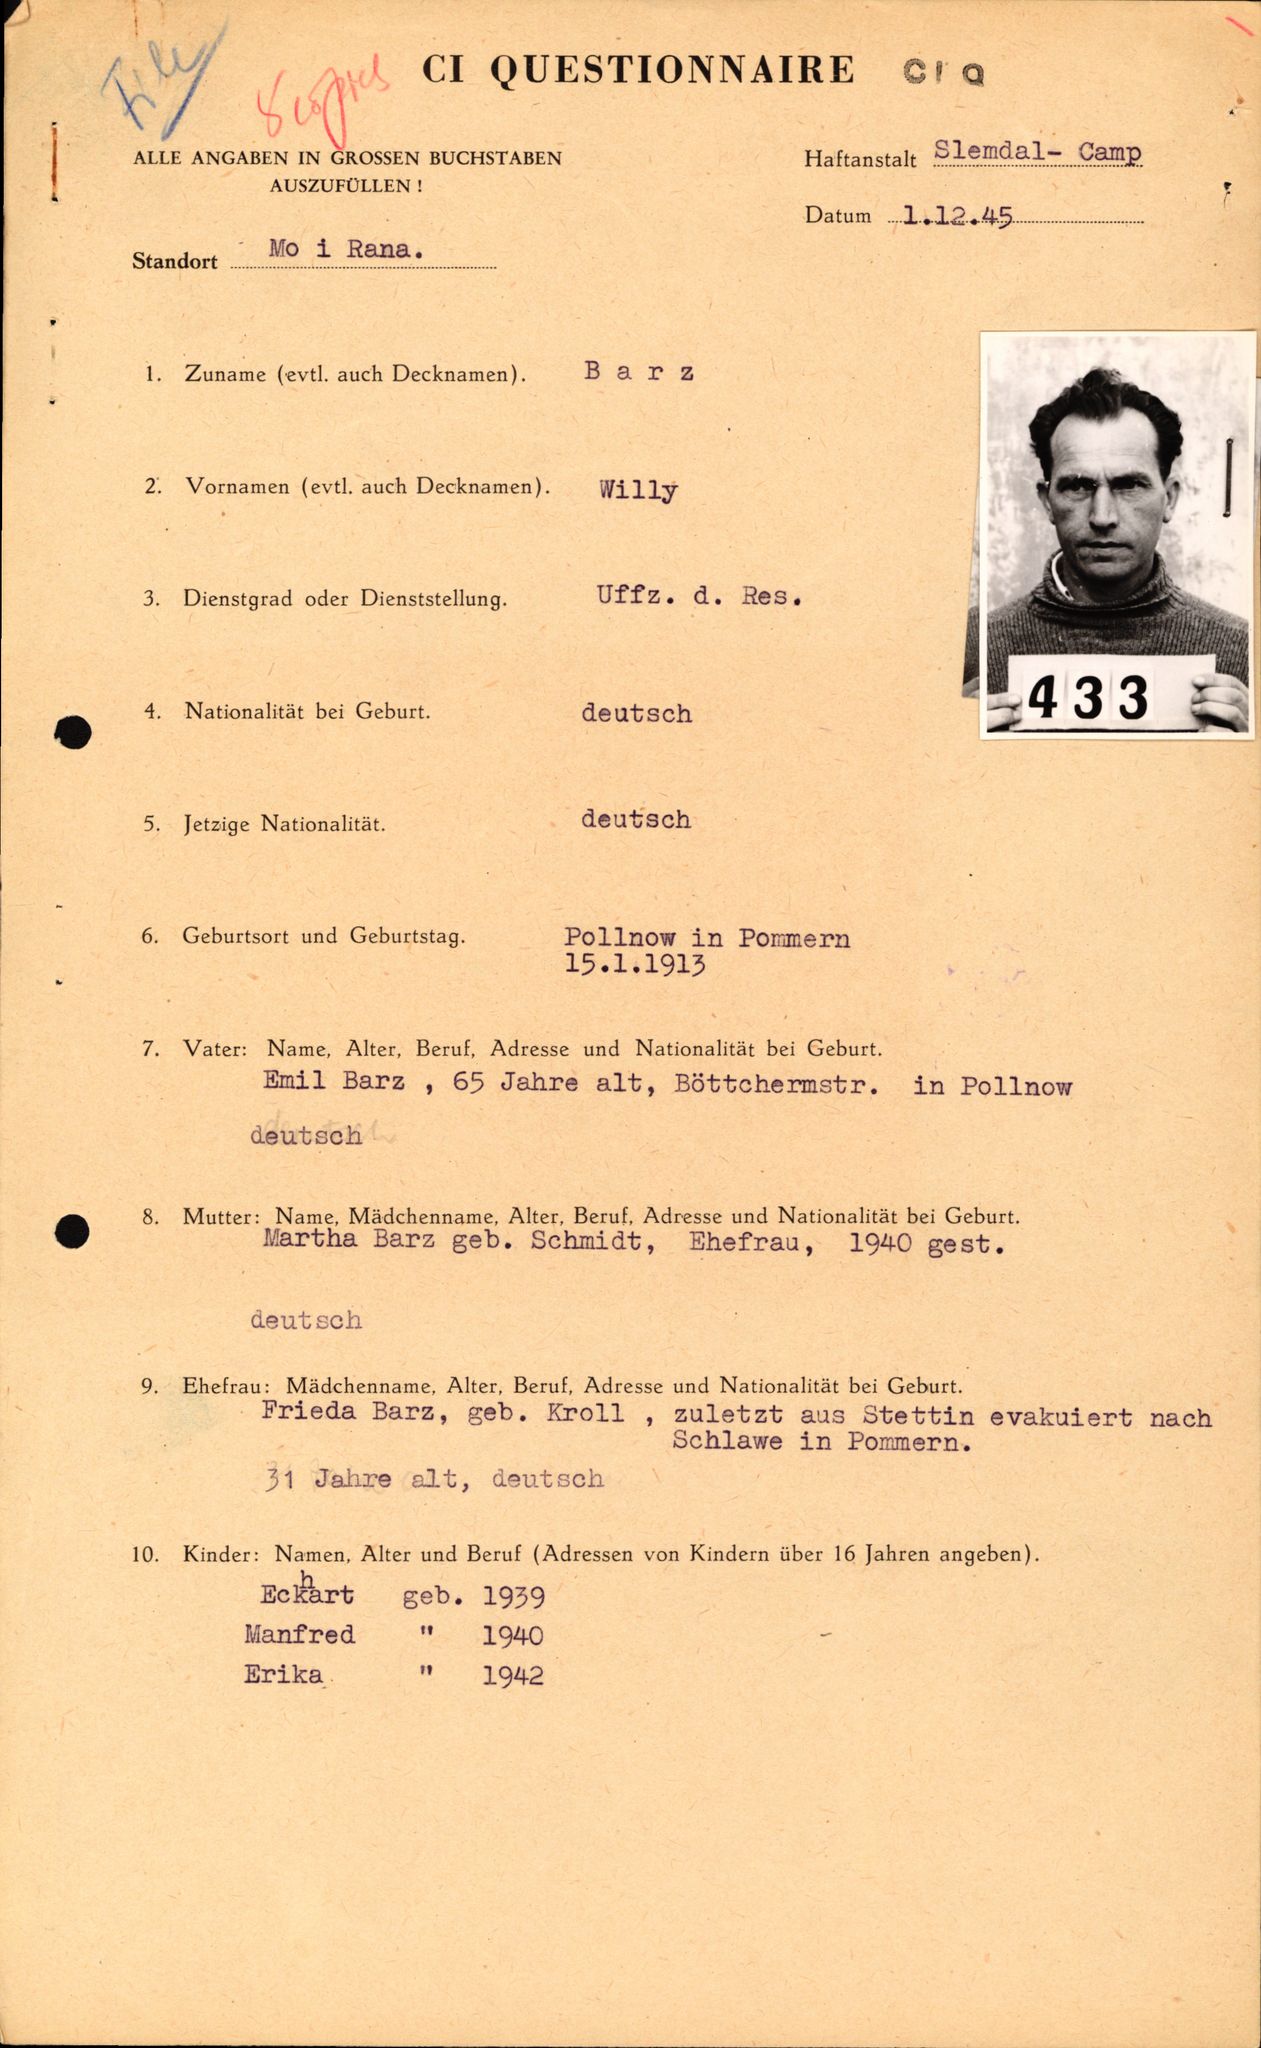 File
8 copies
CI QUESTIONNAIRE CIQ
ALLE ANGABEN IN GROSSEN BUCHSTABEN
AUSZUFÜLLEN !
Haftanstalt Slemdal- Camp
Datum 1.12.45
Standort Mo i Rana.
1. Zuname (evtl. auch Decknamen). B a r z
2. Vornamen (evtl. auch Decknamen). Willy
3. Dienstgrad oder Dienststellung. Uffz. d. Res.
433
4. Nationalität bei Geburt. deutsch
5. Jetzige Nationalität. deutsch
6. Geburtsort und Geburtstag. Pollnow in Pommern
15.1.1913
7. Vater: Name, Alter, Beruf, Adresse und Nationalität bei Geburt.
Emil Barz , 65 Jahre alt, Böttchermstr. in Pollnow
deutsch
8. Mutter: Name, Mädchenname, Alter, Beruf, Adresse und Nationalität bei Geburt.
Martha Barz geb. Schmidt, Ehefrau, 1940 gest.
deutsch
9. Ehefrau: Mädchenname, Alter, Beruf, Adresse und Nationalität bei Geburt.
Frieda Barz, geb. Kroll , zuletzt aus Stettin evakuiert nach
Schlawe in Pommern.
31 Jahre alt, deutsch
10. Kinder: Namen, Alter und Beruf (Adressen von Kindern über 16 Jahren angeben).
Eckhart geb. 1939
Manfred " 1940
Erika " 1942